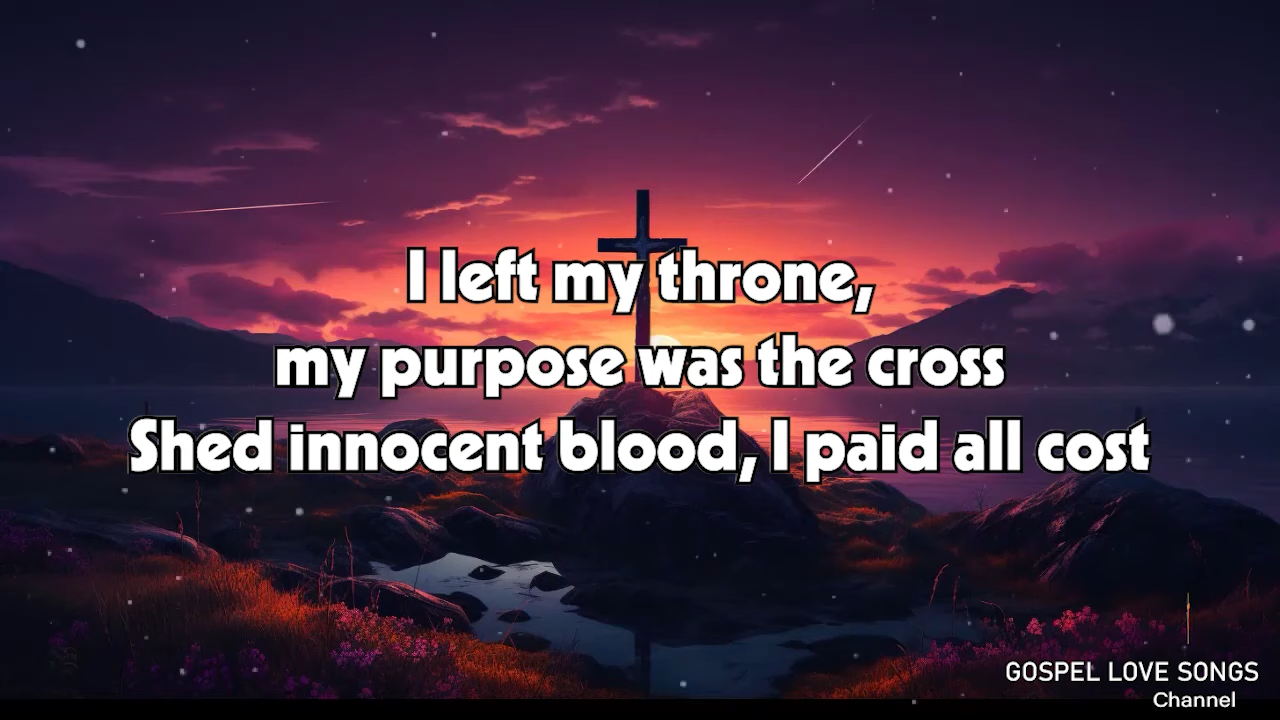 I left my throne,
my purpose was the cross
Shed innocent blood, I paid all cost
GOSPEL LOVE SONGS
Channel